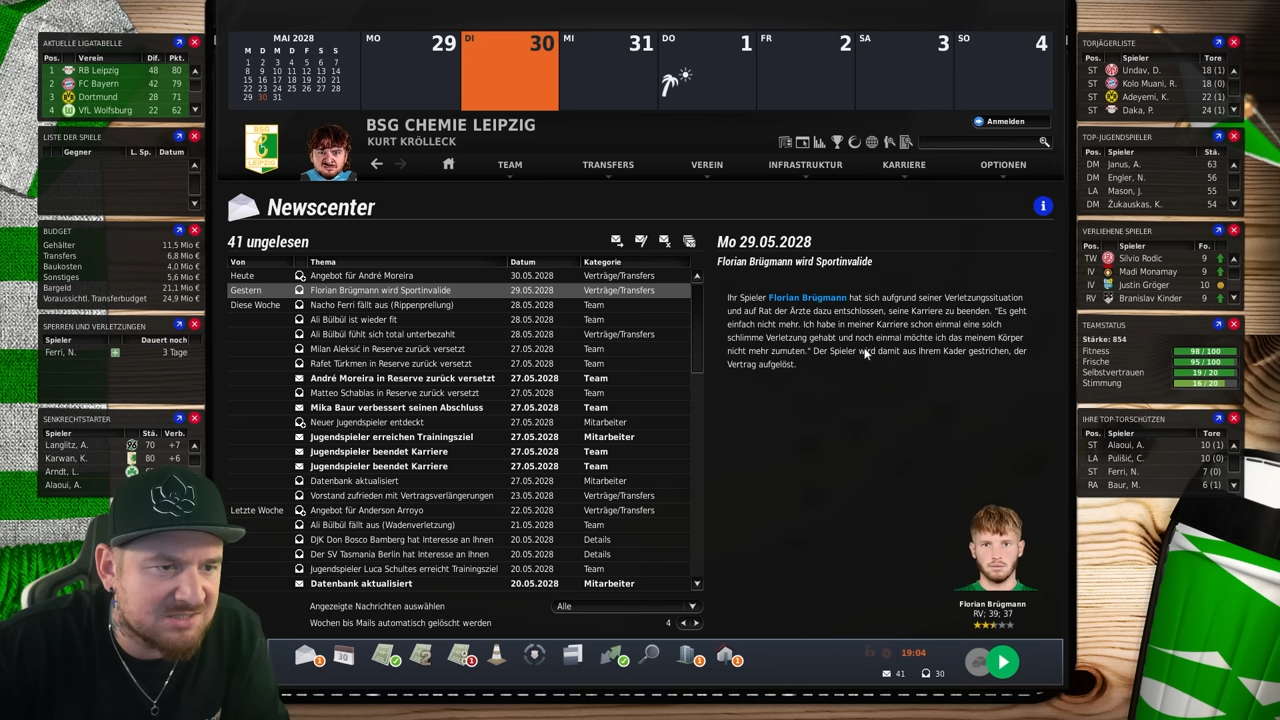 AKTUELLE LIGATABELLE
Pos. Verein Dif. Pkt.
1 RB Leipzig 48 80
2 FC Bayern 42 79
3 Dortmund 28 71
4 VfL Wolfsburg 22 62
LISTE DER SPIELE
Gegner L. Sp. Datum
BUDGET
Gehälter 11,5 Mio €
Transfers 6,8 Mio €
Baukosten 4,0 Mio €
Sonstiges 5,6 Mio €
Bargeld 21,1 Mio €
Voraussichtl. Transferbudget 24,9 Mio €
SPERREN UND VERLETZUNGEN
Spieler Dauert noch
Ferri, N. 3 Tage
SENKRECHTSTARTER
Spieler Stä. Verb.
Langlitz, A. 70 +7
Karwan, K. 80 +6
Arndt, L.
Alaoui, A.
MAI 2028
M D M D F S S
1 2 3 4 5 6 7
8 9 10 11 12 13 14
15 16 17 18 19 20 21
22 23 24 25 26 27 28
29 30 31
MO 29
DI 30
MI 31
DO 1
FR 2
SA 3
SO 4
BSG
LEIPZIG
BSG CHEMIE LEIPZIG
KURT KRÖLLECK
Anmelden
TEAM TRANSFERS VEREIN INFRASTRUKTUR KARRIERE OPTIONEN
Newscenter
41 ungelesen
Von Thema Datum Kategorie
Heute Angebot für André Moreira 30.05.2028 Verträge/Transfers
Gestern Florian Brügmann wird Sportinvalide 29.05.2028 Verträge/Transfers
Diese Woche Nacho Ferri fällt aus (Rippenprellung) 28.05.2028 Team
Ali Bülbül ist wieder fit 28.05.2028 Team
Ali Bülbül fühlt sich total unterbezahlt 28.05.2028 Verträge/Transfers
Milan Aleksić in Reserve zurück versetzt 27.05.2028 Team
Rafet Türkmen in Reserve zurück versetzt 27.05.2028 Team
André Moreira in Reserve zurück versetzt 27.05.2028 Team
Matteo Schablas in Reserve zurück versetzt 27.05.2028 Team
Mika Baur verbessert seinen Abschluss 27.05.2028 Team
Neuer Jugendspieler entdeckt 27.05.2028 Mitarbeiter
Jugendspieler erreichen Trainingsziel 27.05.2028 Mitarbeiter
Jugendspieler beendet Karriere 27.05.2028 Team
Jugendspieler beendet Karriere 27.05.2028 Team
Datenbank aktualisiert 27.05.2028 Mitarbeiter
Vorstand zufrieden mit Vertragsverlängerungen 23.05.2028 Verträge/Transfers
Letzte Woche Angebot für Anderson Arroyo 22.05.2028 Verträge/Transfers
Ali Bülbül fällt aus (Wadenverletzung) 21.05.2028 Team
DJK Don Bosco Bamberg hat Interesse an Ihnen 20.05.2028 Details
Der SV Tasmania Berlin hat Interesse an Ihnen 20.05.2028 Details
Jugendspieler Luca Schultes erreicht Trainingsziel 20.05.2028 Team
Datenbank aktualisiert 20.05.2028 Mitarbeiter
Angezeigte Nachrichten auswählen Alle
Wochen bis Mails automatisch gelöscht werden 4
Mo 29.05.2028
Florian Brügmann wird Sportinvalide
Ihr Spieler Florian Brügmann hat sich aufgrund seiner Verletzungssituation
und auf Rat der Ärzte dazu entschlossen, seine Karriere zu beenden. "Es geht
einfach nicht mehr. Ich habe in meiner Karriere schon einmal eine solch
schlimme Verletzung gehabt und noch einmal möchte ich das meinem Körper
nicht mehr zumuten." Der Spieler wird damit aus Ihrem Kader gestrichen, der
Vertrag aufgelöst.
Florian Brügmann
RV; 39; 37
30
1
1
1
1
19:04
41 30
TORJÄGERLISTE
Pos. Spieler Tore
ST Undav, D. 18 (1)
ST Kolo Muani, R. 18 (0)
ST Adeyemi, K. 22 (1)
ST Daka, P. 24 (1)
TOP-JUGENDSPIELER
Pos. Spieler Stä.
DM Janus, A. 63
DM Engler, N. 56
LA Mason, J. 55
DM Žukauskas, K. 54
VERLIEHENE SPIELER
Pos. Spieler Fo.
TW Silvio Rodic 9
IV Madi Monamay 9
IV Justin Gröger 10
RV Branislav Kinder 9
TEAMSTATUS
Stärke: 854
Fitness 98 / 100
Frische 95 / 100
Selbstvertrauen 19 / 20
Stimmung 16 / 20
IHRE TOP-TORSCHÜTZEN
Pos. Spieler Tore
ST Alaoui, A. 10 (1)
LA Pulišić, C. 10 (0)
ST Ferri, N. 7 (0)
RA Baur, M. 6 (1)